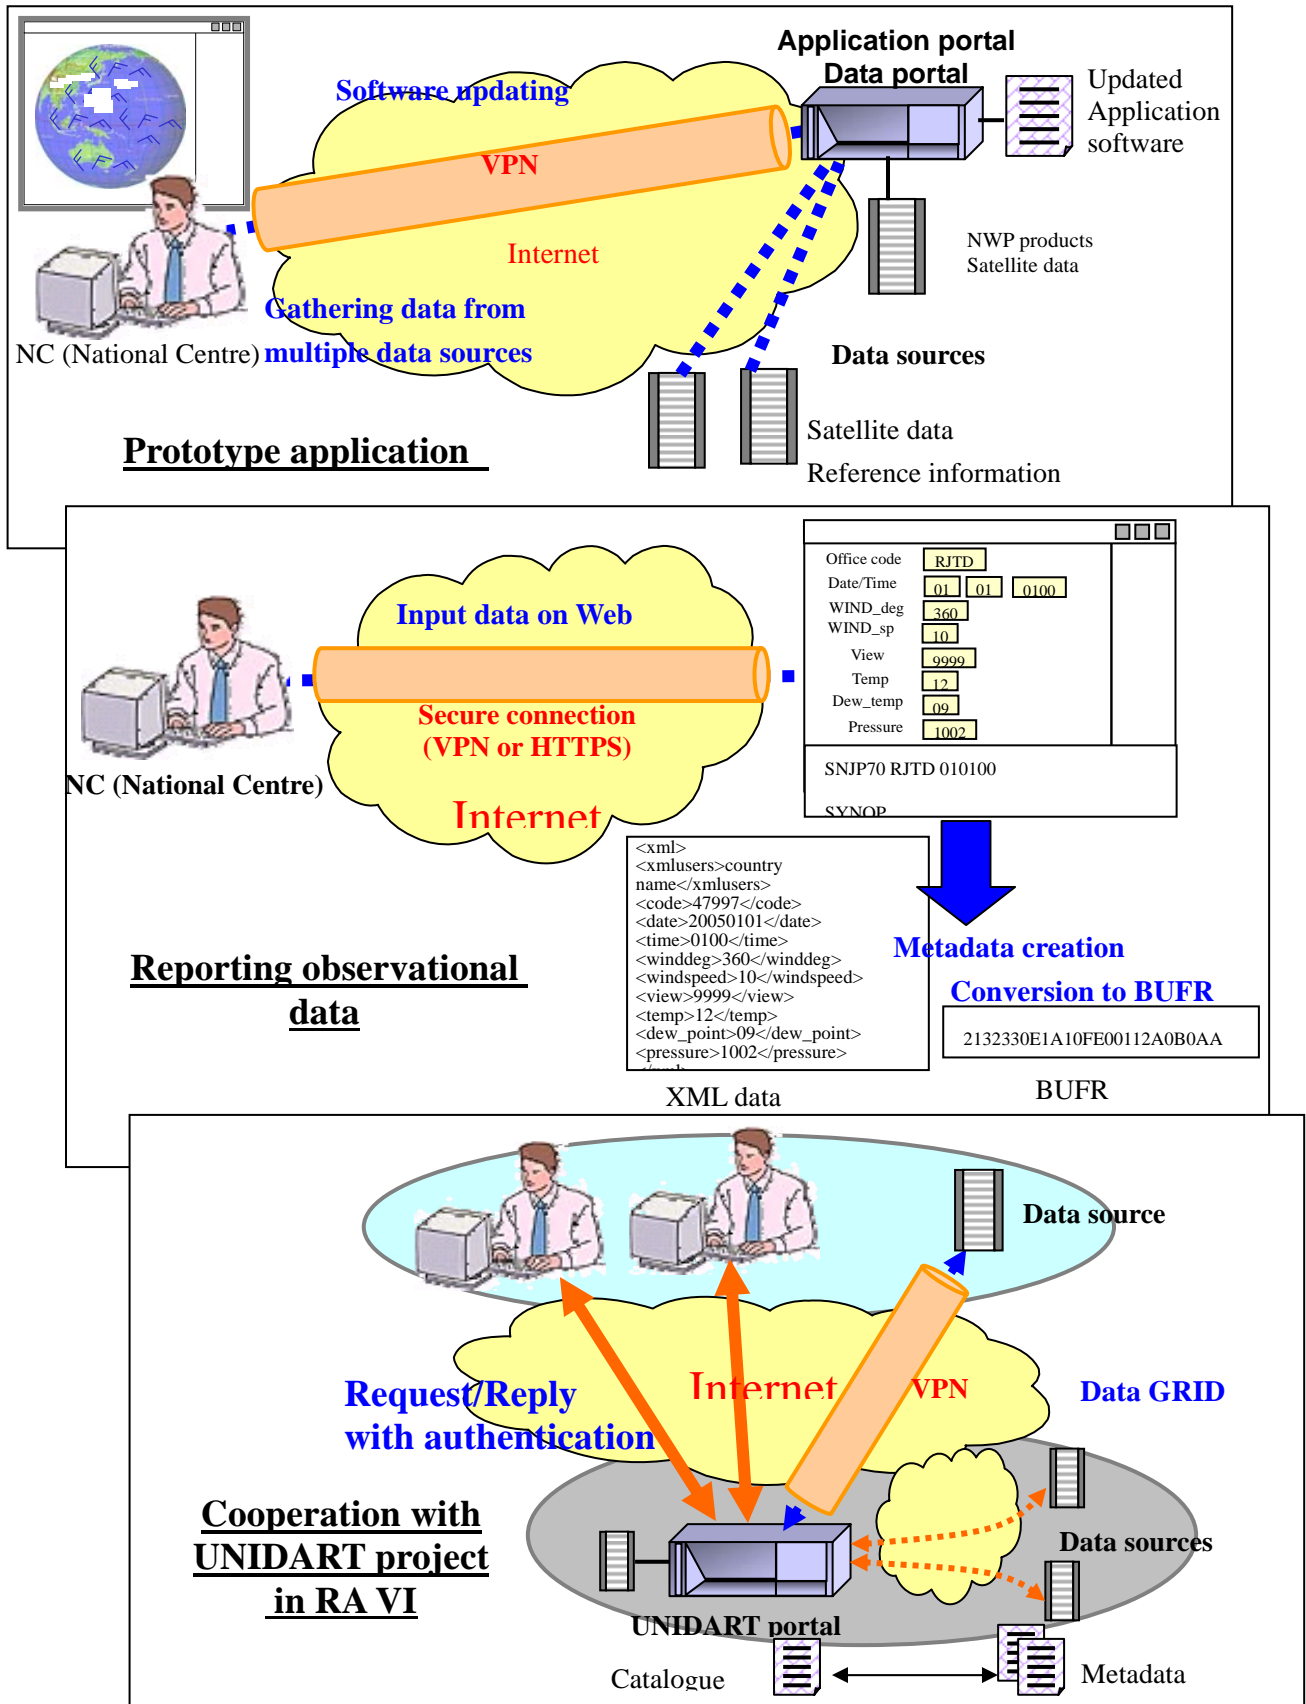 Application portal
Data portal
Updated
Application
software
Software updating
VPN
Internet
NWP products
Satellite data
Gathering data from
multiple data sources
NC (National Centre)
Data sources
Satellite data
Reference information
Prototype application
Office code RJTD
Date/Time 01 01 0100
WIND_deg 360
WIND_sp 10
View 9999
Temp 12
Dew_temp 09
Pressure 1002
SNJP70 RJTD 010100
SYNOP
Input data on Web
Secure connection
(VPN or HTTPS)
Internet
NC (National Centre)
<xml>
<xmlusers>country
name</xmlusers>
<code>47997</code>
<date>20050101</date>
<time>0100</time>
<winddeg>360</winddeg>
<windspeed>10</windspeed>
<view>9999</view>
<temp>12</temp>
<dew_point>09</dew_point>
<pressure>1002</pressure>
XML data
Metadata creation
Conversion to BUFR
2132330E1A10FE00112A0B0AA
BUFR
Reporting observational
data
Data source
Internet
VPN
Data GRID
Request/Reply
with authentication
Cooperation with
UNIDART project
in RA VI
Data sources
UNIDART portal
Catalogue
Metadata